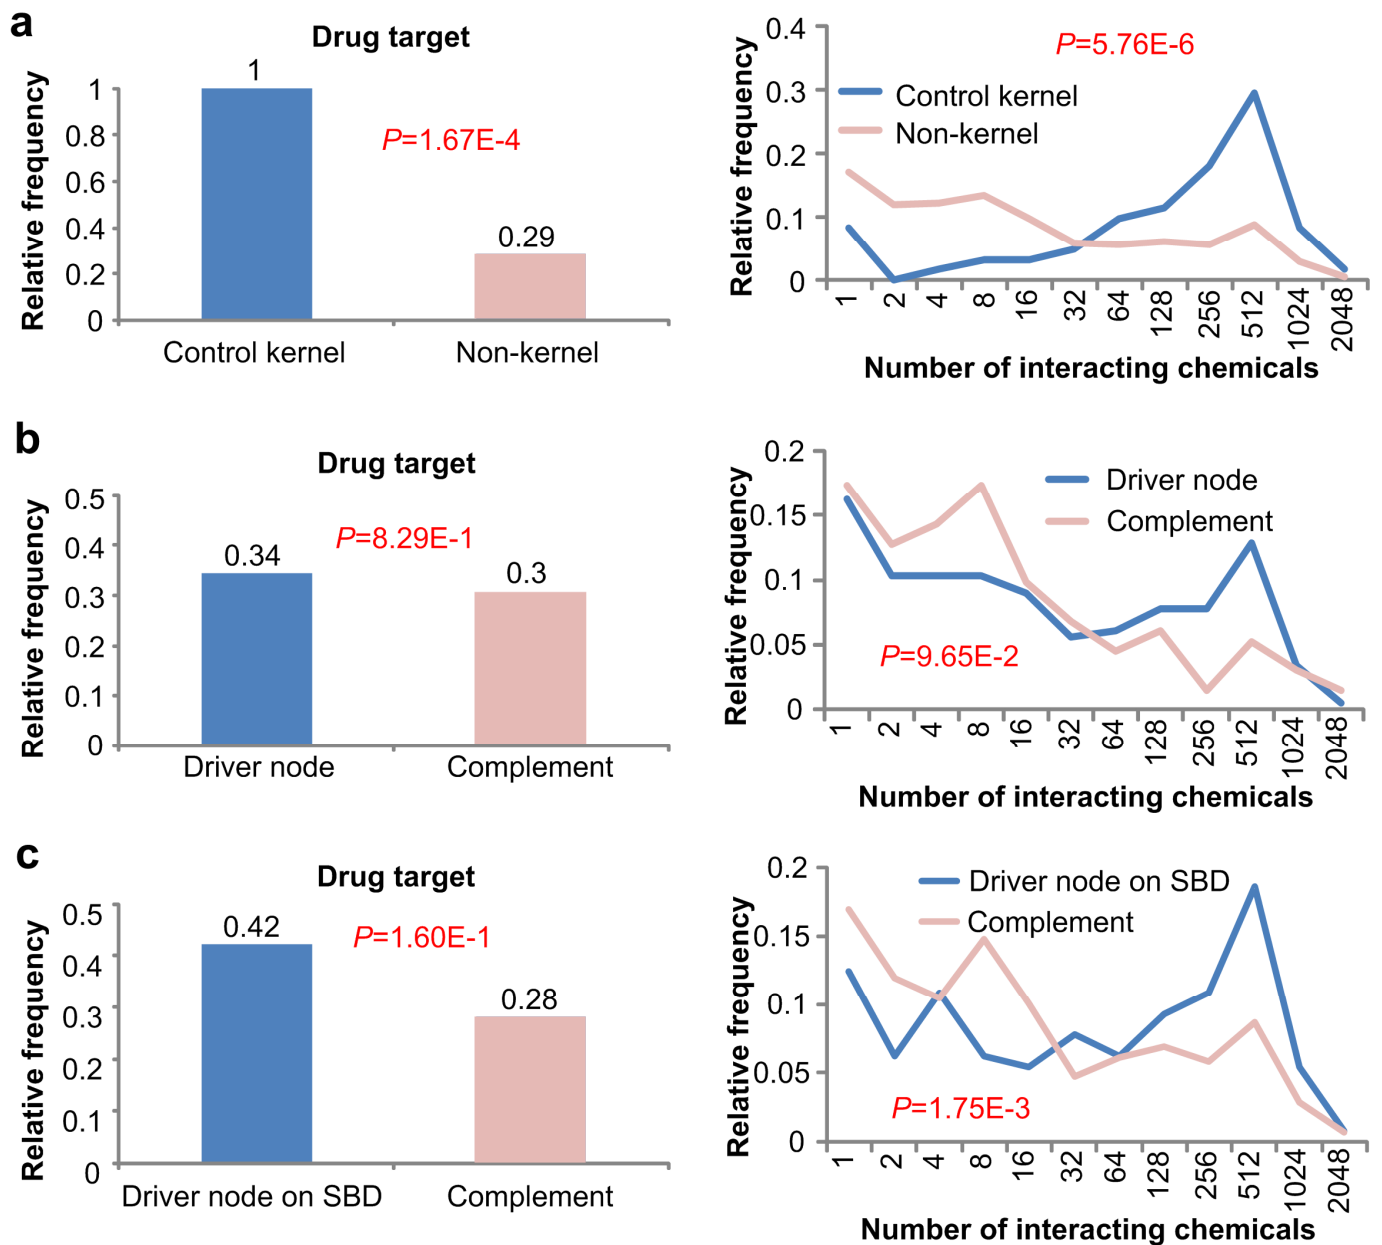 a
Drug target
Relative frequency
1
0.8
0.6
0.4
0.2
0
1
P=1.67E-4
0.29
Control kernel
Non-kernel
Relative frequency
0.4
0.3
0.2
0.1
0
P=5.76E-6
Control kernel
Non-kernel
1 2 4 8 16 32 64 128 256 512 1024 2048
Number of interacting chemicals
b
Drug target
Relative frequency
0.5
0.4
0.3
0.2
0.1
0
0.34
P=8.29E-1
0.3
Driver node
Complement
Relative frequency
0.2
0.15
0.1
0.05
0
Driver node
Complement
P=9.65E-2
1 2 4 8 16 32 64 128 256 512 1024 2048
Number of interacting chemicals
c
Drug target
Relative frequency
0.5
0.4
0.3
0.2
0.1
0
0.42
P=1.60E-1
0.28
Driver node on SBD
Complement
Relative frequency
0.2
0.15
0.1
0.05
0
Driver node on SBD
Complement
P=1.75E-3
1 2 4 8 16 32 64 128 256 512 1024 2048
Number of interacting chemicals